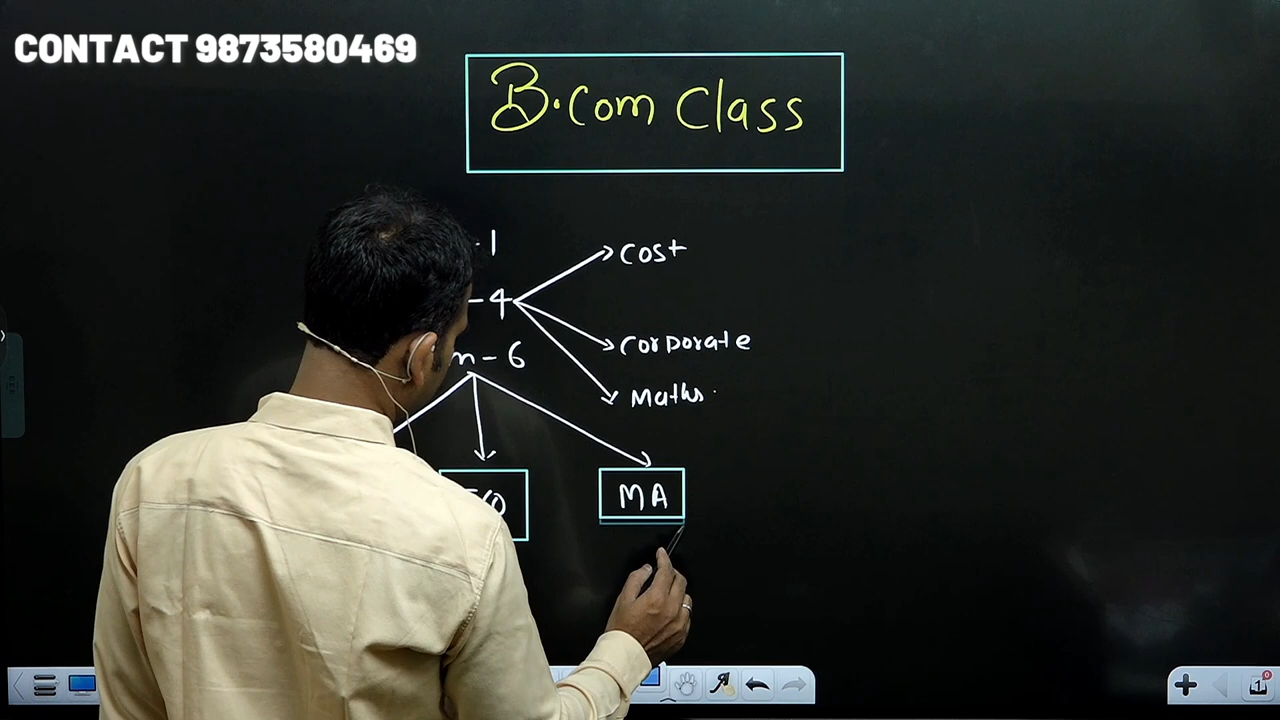 CONTACT 9873580469
B.Com Class
-1
Cost
-4
Corporate
-6
Maths.
MA